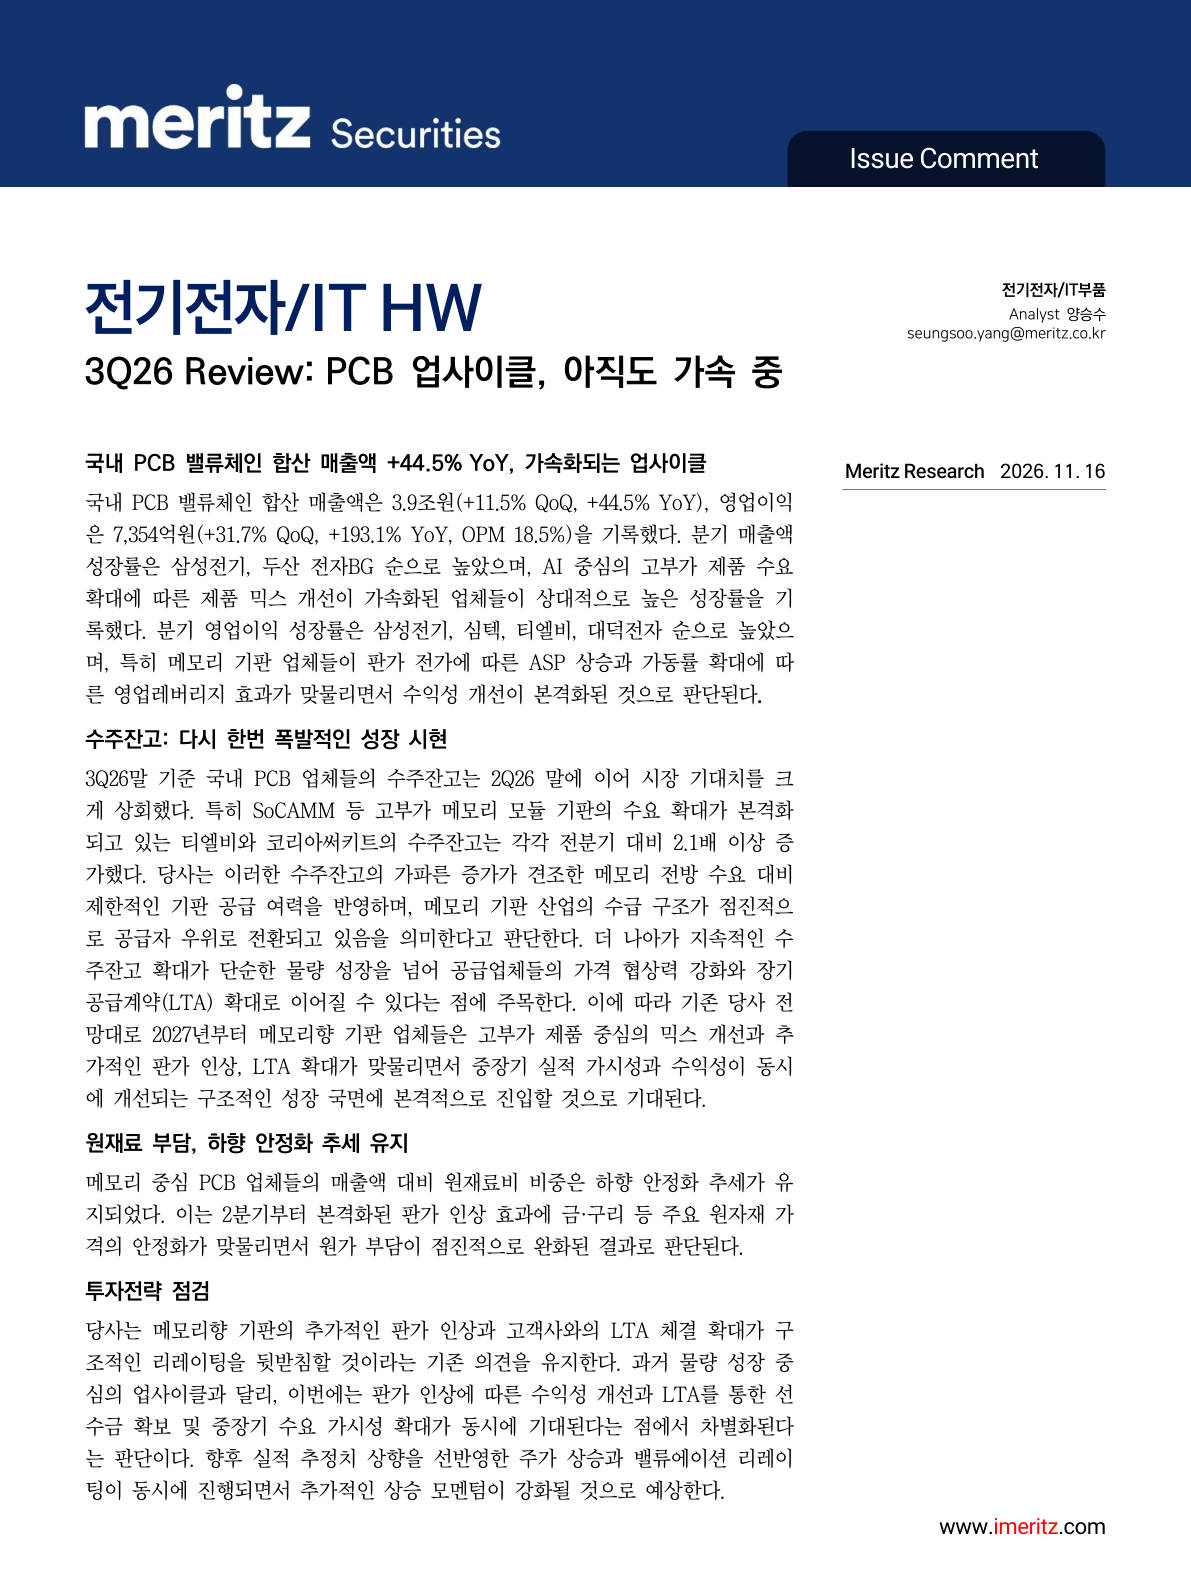 meritz Securities
Issue Comment
전기전자/IT HW
3Q26 Review: PCB 업사이클, 아직도 가속 중
전기전자/IT부품
Analyst 양승수
seungsoo.yang@meritz.co.kr
Meritz Research 2026. 11. 16
국내 PCB 밸류체인 합산 매출액 +44.5% YoY, 가속화되는 업사이클
국내 PCB 밸류체인 합산 매출액은 3.9조원(+11.5% QoQ, +44.5% YoY), 영업이익
은 7,354억원(+31.7% QoQ, +193.1% YoY, OPM 18.5%)을 기록했다. 분기 매출액
성장률은 삼성전기, 두산 전자BG 순으로 높았으며, AI 중심의 고부가 제품 수요
확대에 따른 제품 믹스 개선이 가속화된 업체들이 상대적으로 높은 성장률을 기
록했다. 분기 영업이익 성장률은 삼성전기, 심텍, 티엘비, 대덕전자 순으로 높았으
며, 특히 메모리 기판 업체들이 판가 전가에 따른 ASP 상승과 가동률 확대에 따
른 영업레버리지 효과가 맞물리면서 수익성 개선이 본격화된 것으로 판단된다.
수주잔고: 다시 한번 폭발적인 성장 시현
3Q26말 기준 국내 PCB 업체들의 수주잔고는 2Q26 말에 이어 시장 기대치를 크
게 상회했다. 특히 SoCAMM 등 고부가 메모리 모듈 기판의 수요 확대가 본격화
되고 있는 티엘비와 코리아써키트의 수주잔고는 각각 전분기 대비 2.1배 이상 증
가했다. 당사는 이러한 수주잔고의 가파른 증가가 견조한 메모리 전방 수요 대비
제한적인 기판 공급 여력을 반영하며, 메모리 기판 산업의 수급 구조가 점진적으
로 공급자 우위로 전환되고 있음을 의미한다고 판단한다. 더 나아가 지속적인 수
주잔고 확대가 단순한 물량 성장을 넘어 공급업체들의 가격 협상력 강화와 장기
공급계약(LTA) 확대로 이어질 수 있다는 점에 주목한다. 이에 따라 기존 당사 전
망대로 2027년부터 메모리향 기판 업체들은 고부가 제품 중심의 믹스 개선과 추
가적인 판가 인상, LTA 확대가 맞물리면서 중장기 실적 가시성과 수익성이 동시
에 개선되는 구조적인 성장 국면에 본격적으로 진입할 것으로 기대된다.
원재료 부담, 하향 안정화 추세 유지
메모리 중심 PCB 업체들의 매출액 대비 원재료비 비중은 하향 안정화 추세가 유
지되었다. 이는 2분기부터 본격화된 판가 인상 효과에 금·구리 등 주요 원자재 가
격의 안정화가 맞물리면서 원가 부담이 점진적으로 완화된 결과로 판단된다.
투자전략 점검
당사는 메모리향 기판의 추가적인 판가 인상과 고객사와의 LTA 체결 확대가 구
조적인 리레이팅을 뒷받침할 것이라는 기존 의견을 유지한다. 과거 물량 성장 중
심의 업사이클과 달리, 이번에는 판가 인상에 따른 수익성 개선과 LTA를 통한 선
수금 확보 및 중장기 수요 가시성 확대가 동시에 기대된다는 점에서 차별화된다
는 판단이다. 향후 실적 추정치 상향을 선반영한 주가 상승과 밸류에이션 리레이
팅이 동시에 진행되면서 추가적인 상승 모멘텀이 강화될 것으로 예상한다.
www.imeritz.com